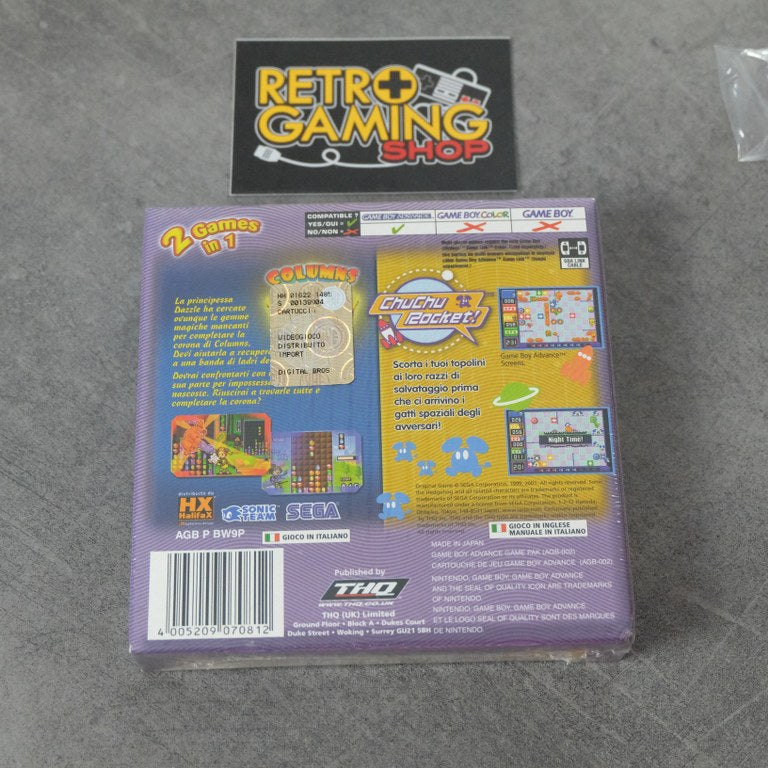 RETRO
GAMING
SHOP
2 Games
in 1
COMPATIBLE ?
YES/OUI =
NO/NON =
GAME BOY ADVANCE
GAME BOY COLOR
GAME BOY
GBA LINK
CABLE
COLUMNS
La principessa
Dazzle ha cercato
ovunque le gemme
magiche mancanti
per completare la
corona di Columns.
Devi aiutarla a
a una banda di ladri
Dovrai confrontarti con
sua parte per
nascoste. Riuscirai a trovarle tutte e
completare la corona?
VIDEOGIOCO
DISTRIBUITO
IMPORT
DIGITAL BROS
ChuChu
Rocket!
Scorta i tuoi topolini
ai loro razzi di
salvataggio prima
che ci arrivino i
gatti spaziali degli
avversari!
Game Boy Advance™
Screens.
Night Time!
distribuito da
HX
Halifax
SONIC
TEAM
SEGA
AGB P BW9P
GIOCO IN ITALIANO
GIOCO IN INGLESE
MANUALE IN ITALIANO
MADE IN JAPAN
GAME BOY ADVANCE GAME PAK (AGB-002)
CARTOUCHE DE JEU GAME BOY ADVANCE (AGB-002)
NINTENDO, GAME BOY, GAME BOY ADVANCE
AND THE SEAL OF QUALITY ICON ARE TRADEMARKS
OF NINTENDO.
NINTENDO, GAME BOY, GAME BOY ADVANCE
ET LE LOGO SEAL OF QUALITY SONT DES MARQUES
DE NINTENDO.
Published by
THQ
WWW.THQ.CO.UK
THQ (UK) Limited
Ground Floor • Block A • Dukes Court
Duke Street • Woking • Surrey GU21 5BH
4 005209 070812